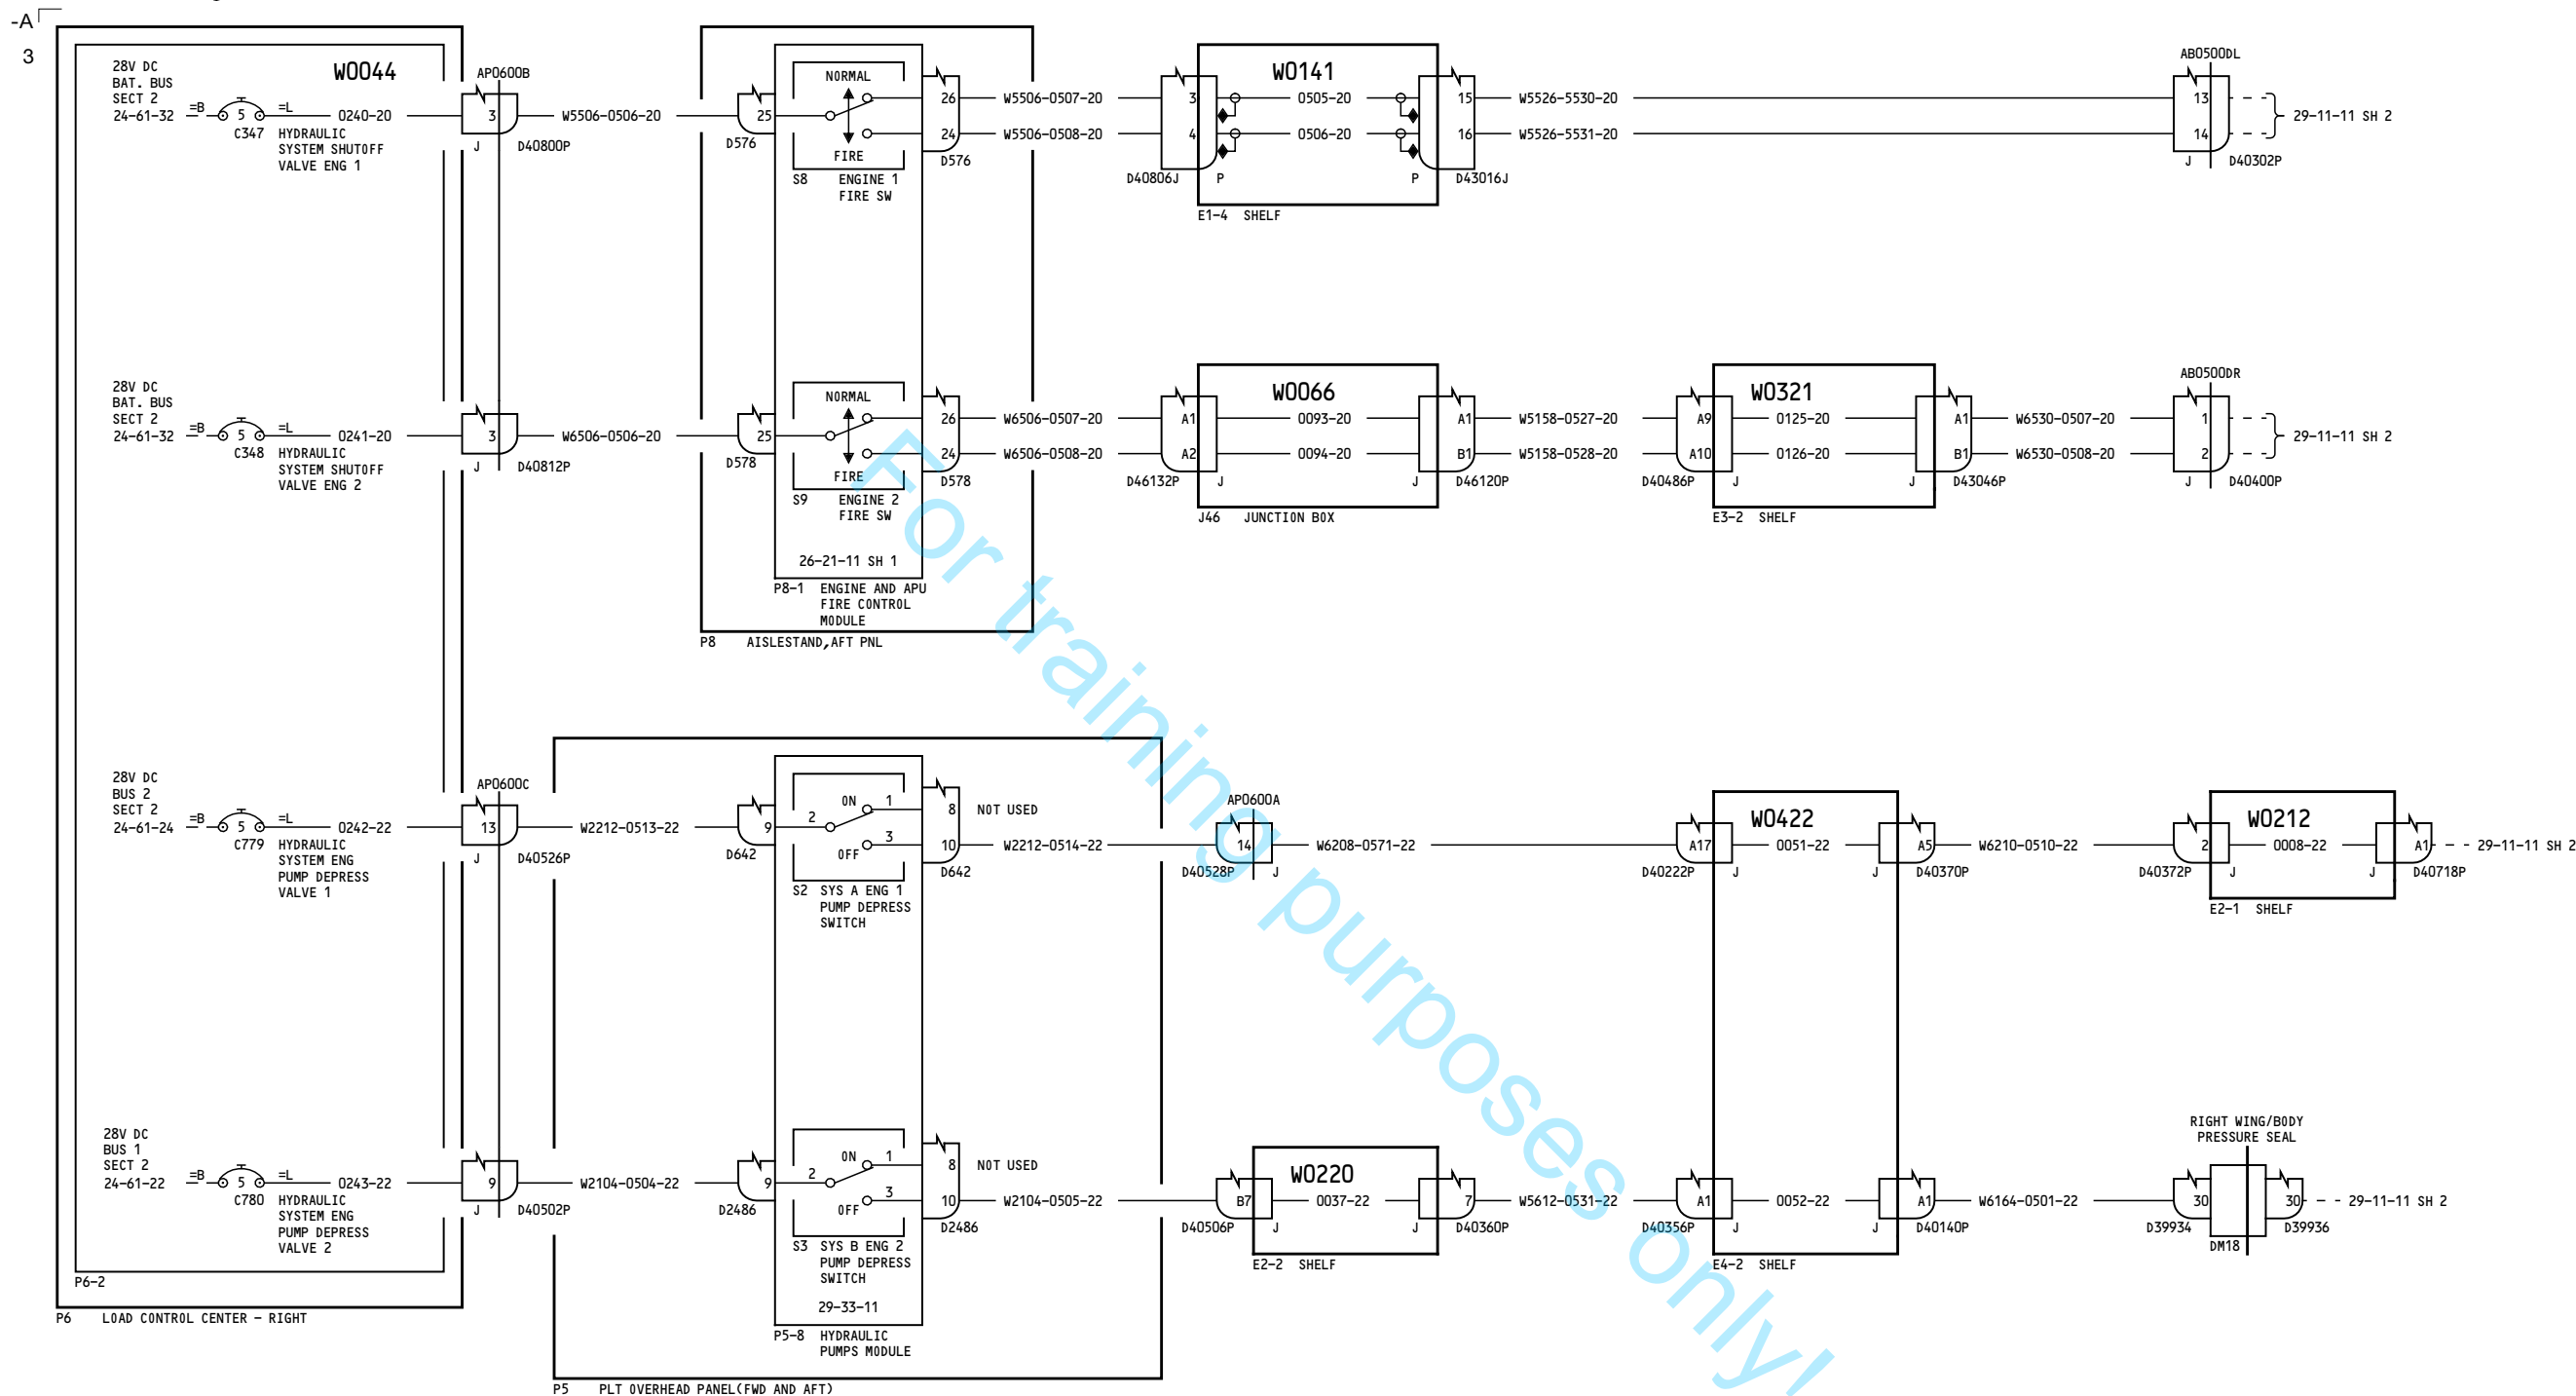 -A
3
28V DC
BAT. BUS
SECT 2
24-61-32
=B
5
=L
C347
HYDRAULIC
SYSTEM SHUTOFF
VALVE ENG 1
W0044
0240-20
AP0600B
3
J
D40800P
W5506-0506-20
25
D576
NORMAL
FIRE
S8 ENGINE 1
FIRE SW
26
24
D576
W5506-0507-20
W5506-0508-20
3
4
D40806J
P
W0141
0505-20
0506-20
P
15
16
D43016J
E1-4 SHELF
W5526-5530-20
W5526-5531-20
AB0500DL
13
14
J
D40302P
29-11-11 SH 2
28V DC
BAT. BUS
SECT 2
24-61-32
=B
5
=L
C348
HYDRAULIC
SYSTEM SHUTOFF
VALVE ENG 2
0241-20
3
J
D40812P
W6506-0506-20
25
D578
NORMAL
FIRE
S9 ENGINE 2
FIRE SW
26
24
D578
26-21-11 SH 1
P8-1 ENGINE AND APU
FIRE CONTROL
MODULE
P8 AISLESTAND,AFT PNL
W6506-0507-20
W6506-0508-20
A1
A2
D46132P
J
W0066
0093-20
0094-20
J
A1
B1
D46120P
J46 JUNCTION BOX
W5158-0527-20
W5158-0528-20
A9
A10
D40486P
J
W0321
0125-20
0126-20
J
A1
B1
D43046P
E3-2 SHELF
W6530-0507-20
W6530-0508-20
AB0500DR
1
2
J
D40400P
29-11-11 SH 2
28V DC
BUS 2
SECT 2
24-61-24
=B
5
=L
C779
HYDRAULIC
SYSTEM ENG
PUMP DEPRESS
VALVE 1
0242-22
AP0600C
13
J
D40526P
W2212-0513-22
9
D642
2
ON
1
3
OFF
S2 SYS A ENG 1
PUMP DEPRESS
SWITCH
8
10
D642
NOT USED
W2212-0514-22
AP0600A
14
D40528P
J
W6208-0571-22
A17
D40222P
J
W0422
0051-22
J
A5
D40370P
W6210-0510-22
2
D40372P
J
W0212
0008-22
J
A1
D40718P
E2-1 SHELF
29-11-11 SH 2
28V DC
BUS 1
SECT 2
24-61-22
=B
5
=L
C780
HYDRAULIC
SYSTEM ENG
PUMP DEPRESS
VALVE 2
0243-22
9
J
D40502P
P6-2
P6 LOAD CONTROL CENTER - RIGHT
W2104-0504-22
9
D2486
2
ON
1
3
OFF
S3 SYS B ENG 2
PUMP DEPRESS
SWITCH
29-33-11
P5-8 HYDRAULIC
PUMPS MODULE
P5 PLT OVERHEAD PANEL(FWD AND AFT)
8
10
D2486
NOT USED
W2104-0505-22
B7
D40506P
J
W0220
0037-22
J
7
D40360P
E2-2 SHELF
W5612-0531-22
A1
D40356P
J
0052-22
J
A1
D40140P
E4-2 SHELF
W6164-0501-22
RIGHT WING/BODY
PRESSURE SEAL
30
D39934
DM18
30
D39936
29-11-11 SH 2
For training purposes only!